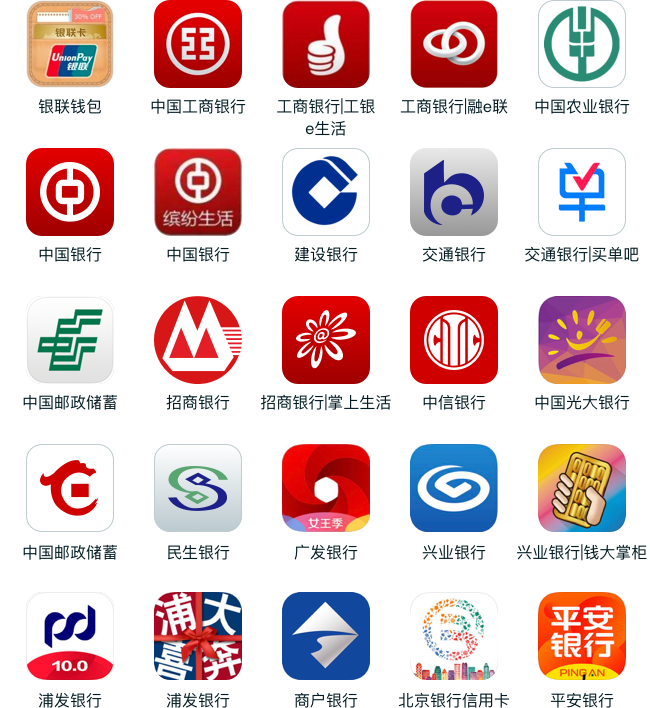 30% OFF
银联卡
UnionPay
银联
银联钱包
中国工商银行
工商银行|工银
e生活
工商银行|融e联
中国农业银行
缤纷生活
中国银行
中国银行
建设银行
交通银行
交通银行|买单吧
中国邮政储蓄
招商银行
招商银行|掌上生活
中信银行
中国光大银行
女王季
中国邮政储蓄
民生银行
广发银行
兴业银行
兴业银行|钱大掌柜
10.0
浦大
喜奔
平安
银行
PING AN
浦发银行
浦发银行
商户银行
北京银行信用卡
平安银行